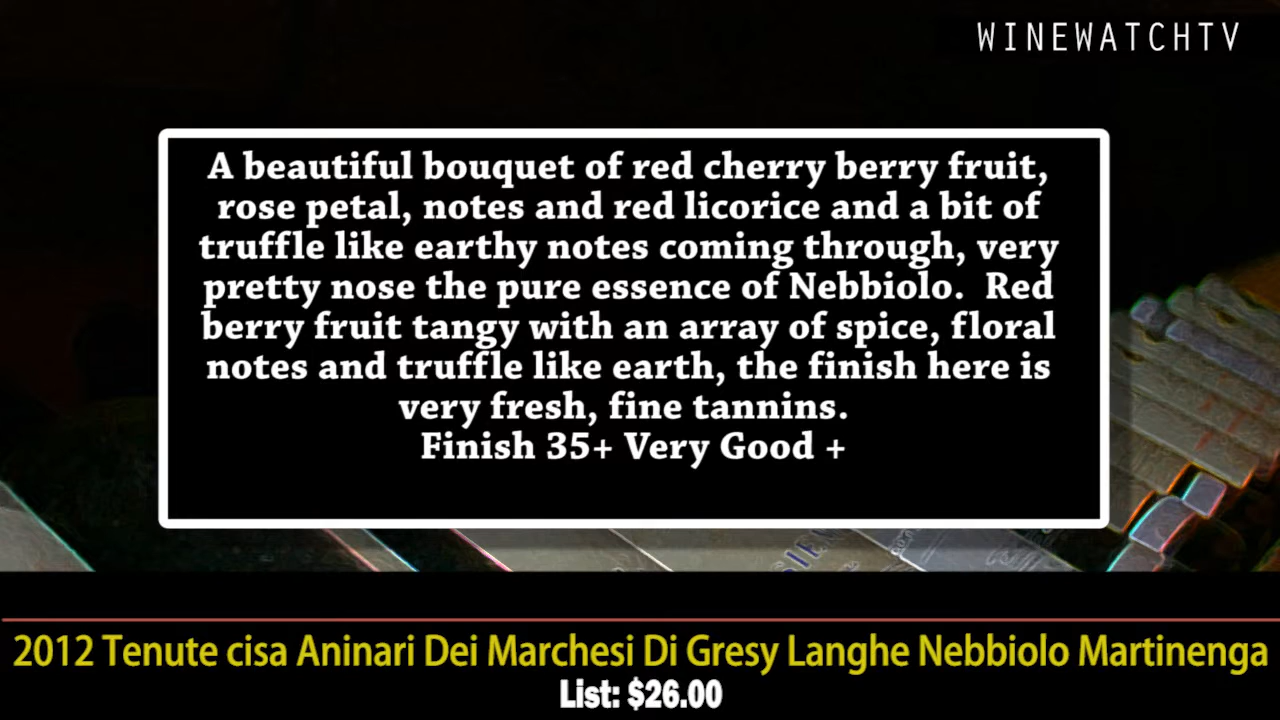 WINEWATCHTV
A beautiful bouquet of red cherry berry fruit,
rose petal, notes and red licorice and a bit of
truffle like earthy notes coming through, very
pretty nose the pure essence of Nebbiolo. Red
berry fruit tangy with an array of spice, floral
notes and truffle like earth, the finish here is
very fresh, fine tannins.
Finish 35+ Very Good +
2012 Tenute cisa Aninari Dei Marchesi Di Gresy Langhe Nebbiolo Martinenga
List: $26.00